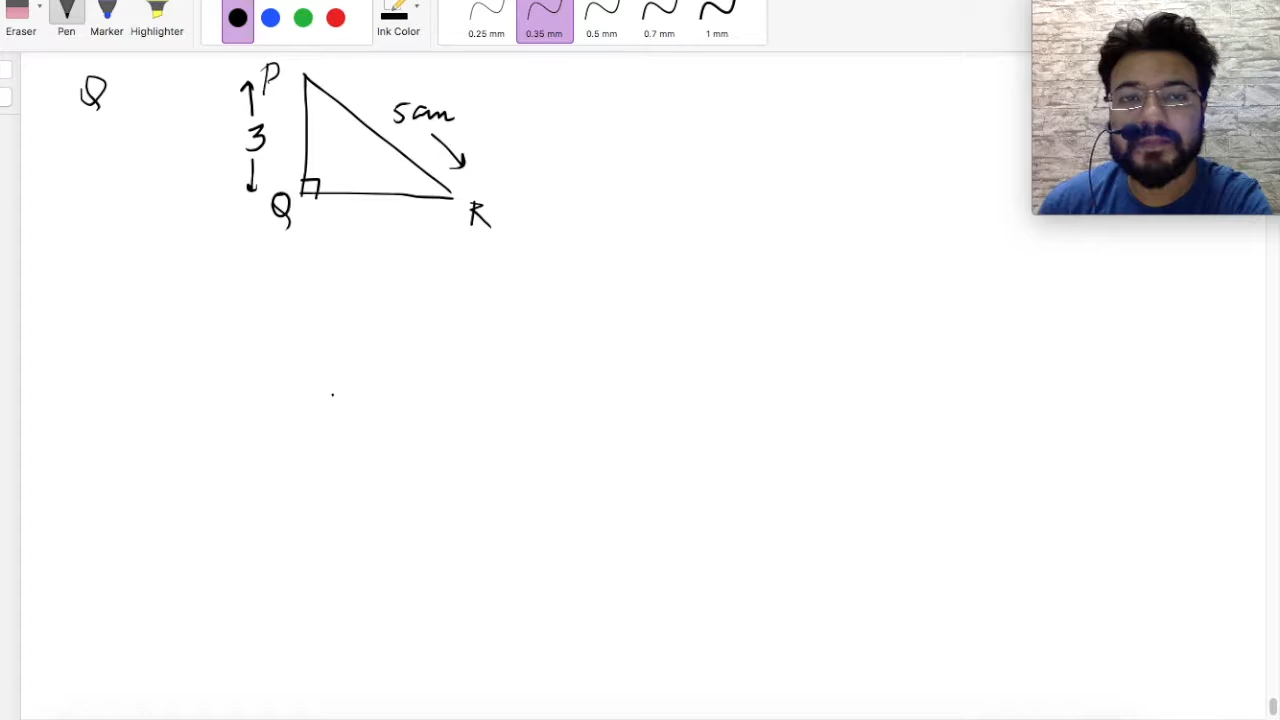 Eraser Pen Marker Highlighter Ink Color 0.25 mm 0.35 mm 0.5 mm 0.7 mm 1 mm
Q
P
5cm
3
Q
R